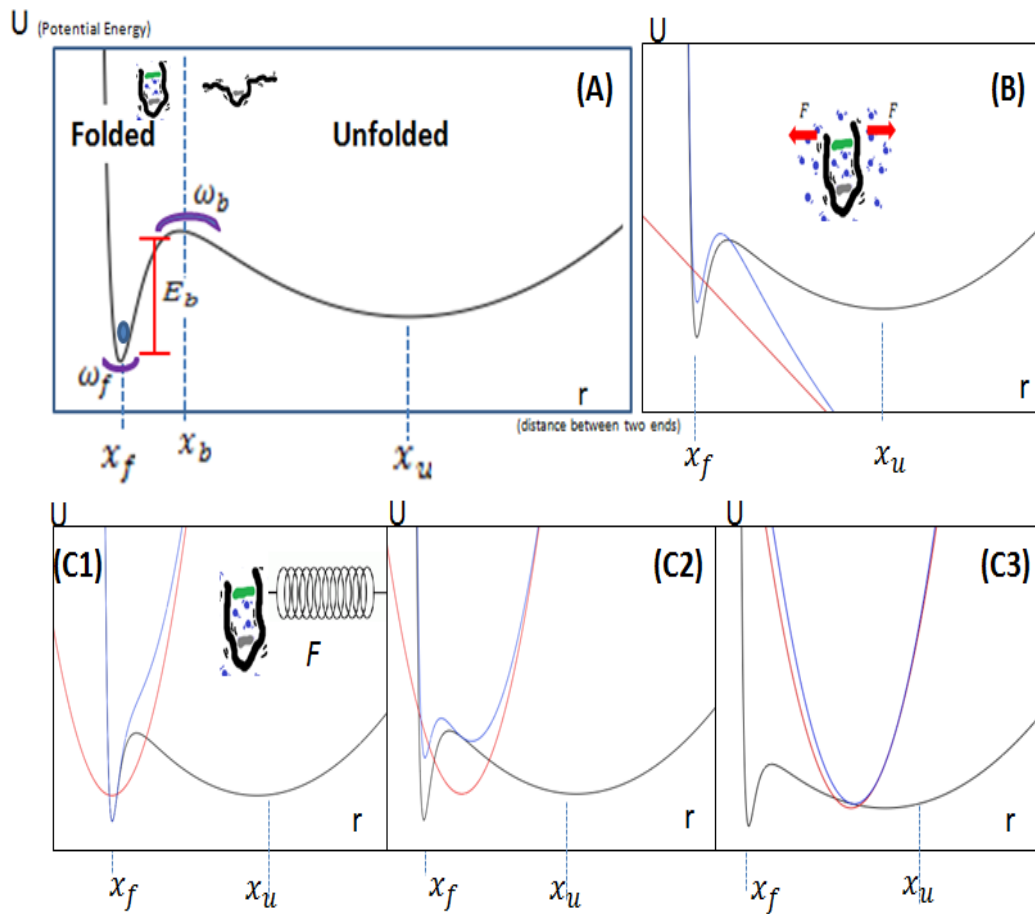 U (Potential Energy)
(A)
Folded
Unfolded
ω_b
E_b
ω_f
r
(distance between two ends)
x_f
x_b
x_u
U
(B)
F
F
r
x_f
x_u
U
(C1)
F
r
x_f
x_u
U
(C2)
r
x_f
x_u
U
(C3)
r
x_f
x_u